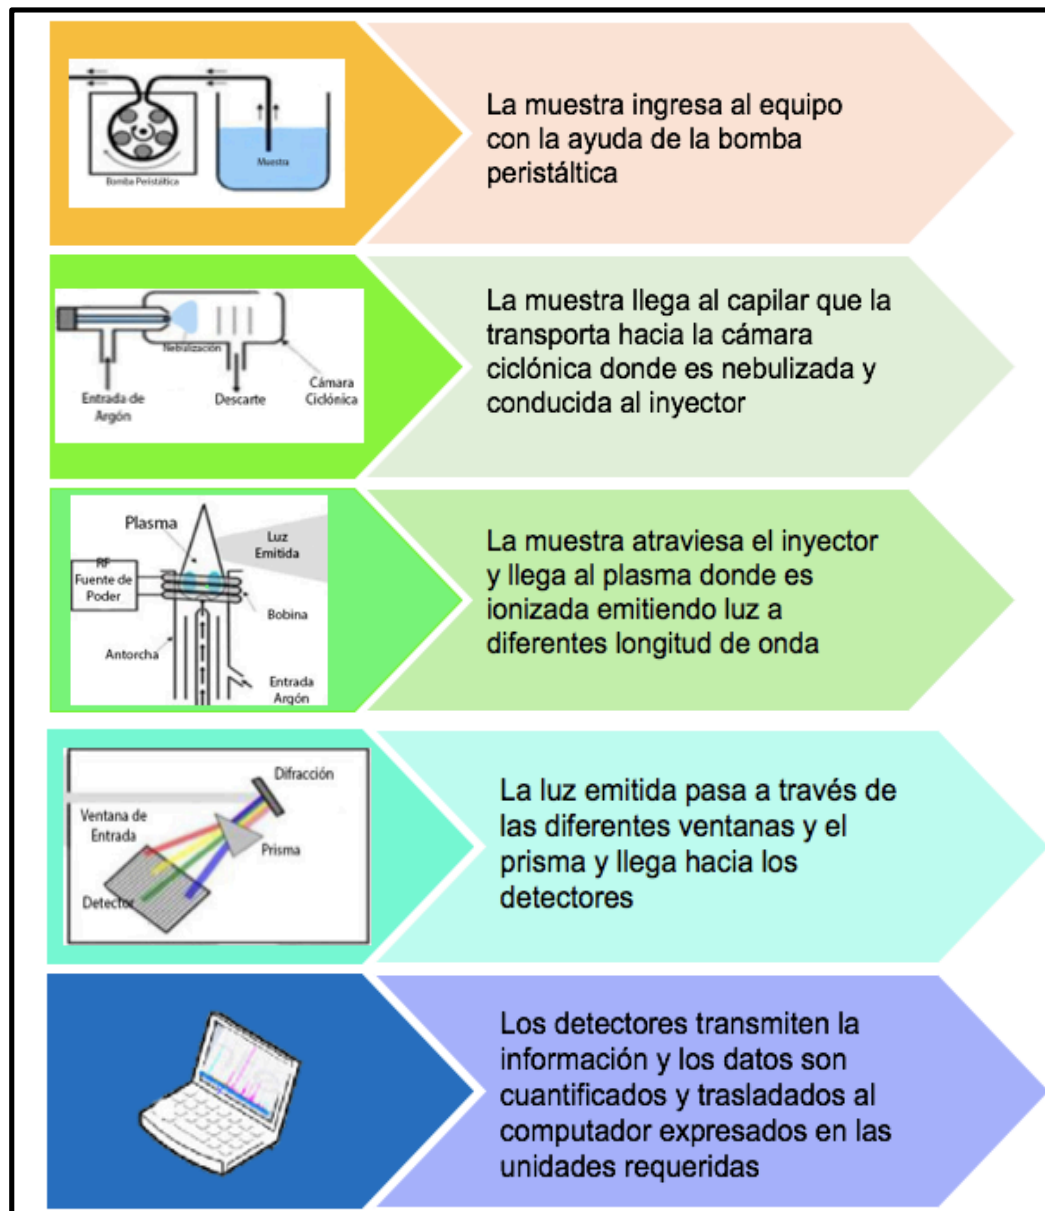 Muestra
Bomba Peristática
La muestra ingresa al equipo
con la ayuda de la bomba
peristáltica
Nebulización
Entrada de
Argón
Descarte
Cámara
Ciclónica
La muestra llega al capilar que la
transporta hacia la cámara
ciclónica donde es nebulizada y
conducida al inyector
Plasma
Luz
Emitida
RF
Fuente de
Poder
Bobina
Antorcha
Entrada
Argón
La muestra atraviesa el inyector
y llega al plasma donde es
ionizada emitiendo luz a
diferentes longitud de onda
Difracción
Ventana de
Entrada
Prisma
Detector
La luz emitida pasa a través de
las diferentes ventanas y el
prisma y llega hacia los
detectores
Los detectores transmiten la
información y los datos son
cuantificados y trasladados al
computador expresados en las
unidades requeridas